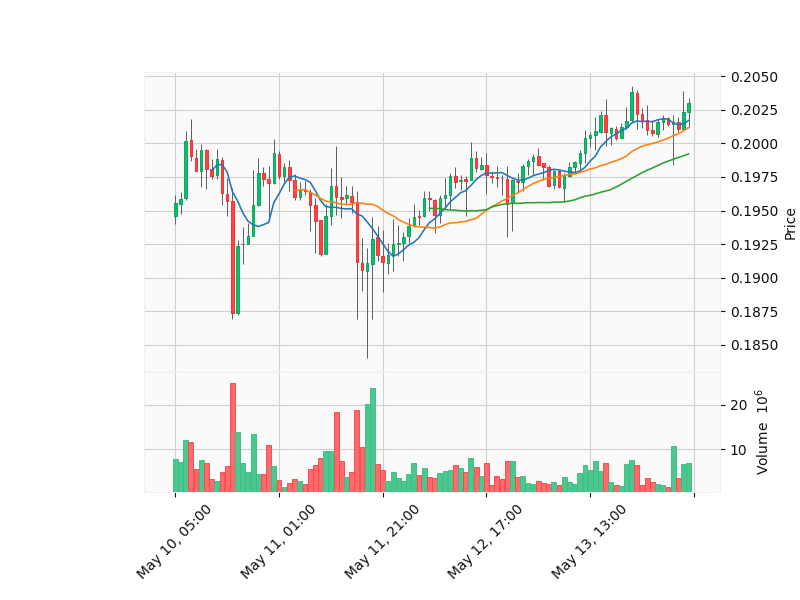 0.2050
0.2025
0.2000
0.1975
0.1950
0.1925
0.1900
0.1875
0.1850
Price
20
10
Volume 10^6
May 10, 05:00
May 11, 01:00
May 11, 21:00
May 12, 17:00
May 13, 13:00